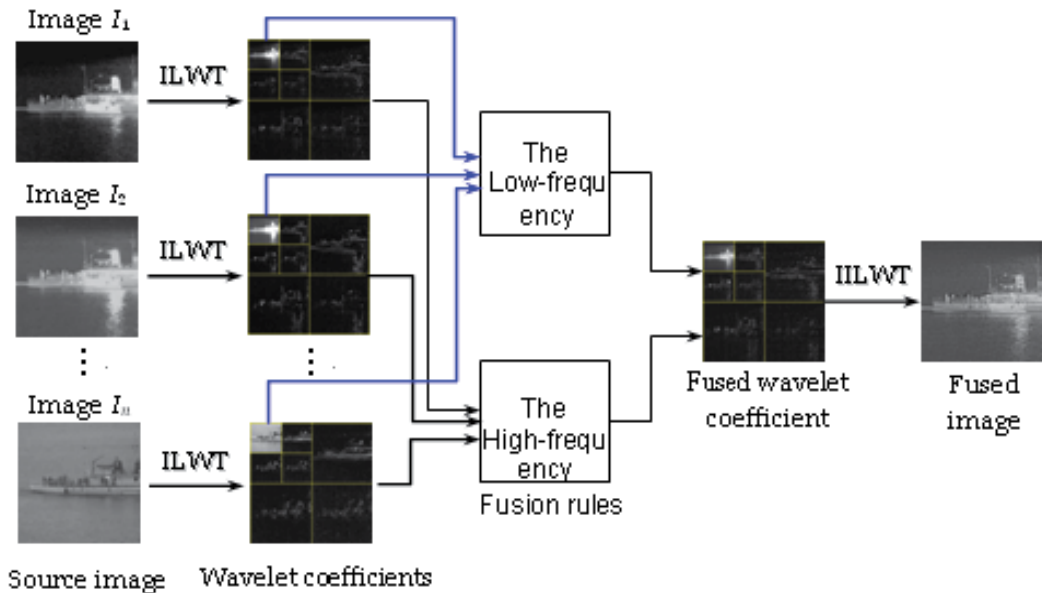 Image I₁
ILWT
Image I₂
ILWT
⋮
⋮
Image Iₙ
ILWT
Source image
Wavelet coefficients
The
Low-frequ
ency
The
High-frequ
ency
Fusion rules
Fused wavelet
coefficient
IILWT
Fused
image